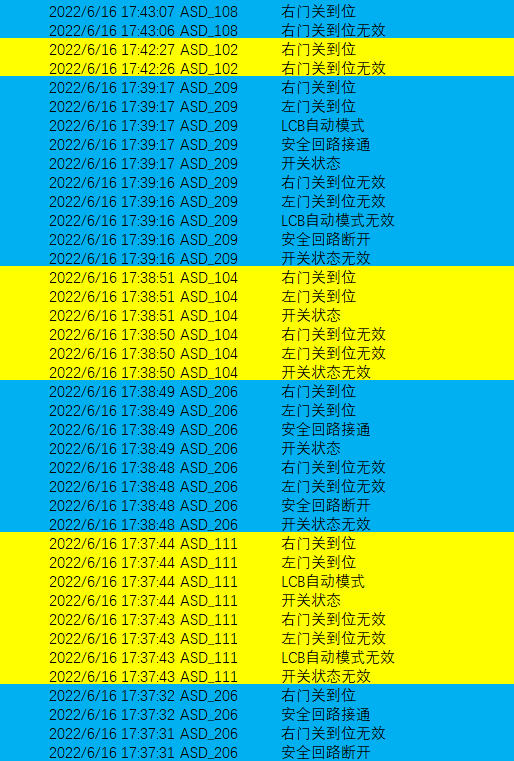 2022/6/16 17:43:07 ASD_108 右门关到位
2022/6/16 17:43:06 ASD_108 右门关到位无效
2022/6/16 17:42:27 ASD_102 右门关到位
2022/6/16 17:42:26 ASD_102 右门关到位无效
2022/6/16 17:39:17 ASD_209 右门关到位
2022/6/16 17:39:17 ASD_209 左门关到位
2022/6/16 17:39:17 ASD_209 LCB自动模式
2022/6/16 17:39:17 ASD_209 安全回路接通
2022/6/16 17:39:17 ASD_209 开关状态
2022/6/16 17:39:16 ASD_209 右门关到位无效
2022/6/16 17:39:16 ASD_209 左门关到位无效
2022/6/16 17:39:16 ASD_209 LCB自动模式无效
2022/6/16 17:39:16 ASD_209 安全回路断开
2022/6/16 17:39:16 ASD_209 开关状态无效
2022/6/16 17:38:51 ASD_104 右门关到位
2022/6/16 17:38:51 ASD_104 左门关到位
2022/6/16 17:38:51 ASD_104 开关状态
2022/6/16 17:38:50 ASD_104 右门关到位无效
2022/6/16 17:38:50 ASD_104 左门关到位无效
2022/6/16 17:38:50 ASD_104 开关状态无效
2022/6/16 17:38:49 ASD_206 右门关到位
2022/6/16 17:38:49 ASD_206 左门关到位
2022/6/16 17:38:49 ASD_206 安全回路接通
2022/6/16 17:38:49 ASD_206 开关状态
2022/6/16 17:38:48 ASD_206 右门关到位无效
2022/6/16 17:38:48 ASD_206 左门关到位无效
2022/6/16 17:38:48 ASD_206 安全回路断开
2022/6/16 17:38:48 ASD_206 开关状态无效
2022/6/16 17:37:44 ASD_111 右门关到位
2022/6/16 17:37:44 ASD_111 左门关到位
2022/6/16 17:37:44 ASD_111 LCB自动模式
2022/6/16 17:37:44 ASD_111 开关状态
2022/6/16 17:37:43 ASD_111 右门关到位无效
2022/6/16 17:37:43 ASD_111 左门关到位无效
2022/6/16 17:37:43 ASD_111 LCB自动模式无效
2022/6/16 17:37:43 ASD_111 开关状态无效
2022/6/16 17:37:32 ASD_206 右门关到位
2022/6/16 17:37:32 ASD_206 安全回路接通
2022/6/16 17:37:31 ASD_206 右门关到位无效
2022/6/16 17:37:31 ASD_206 安全回路断开